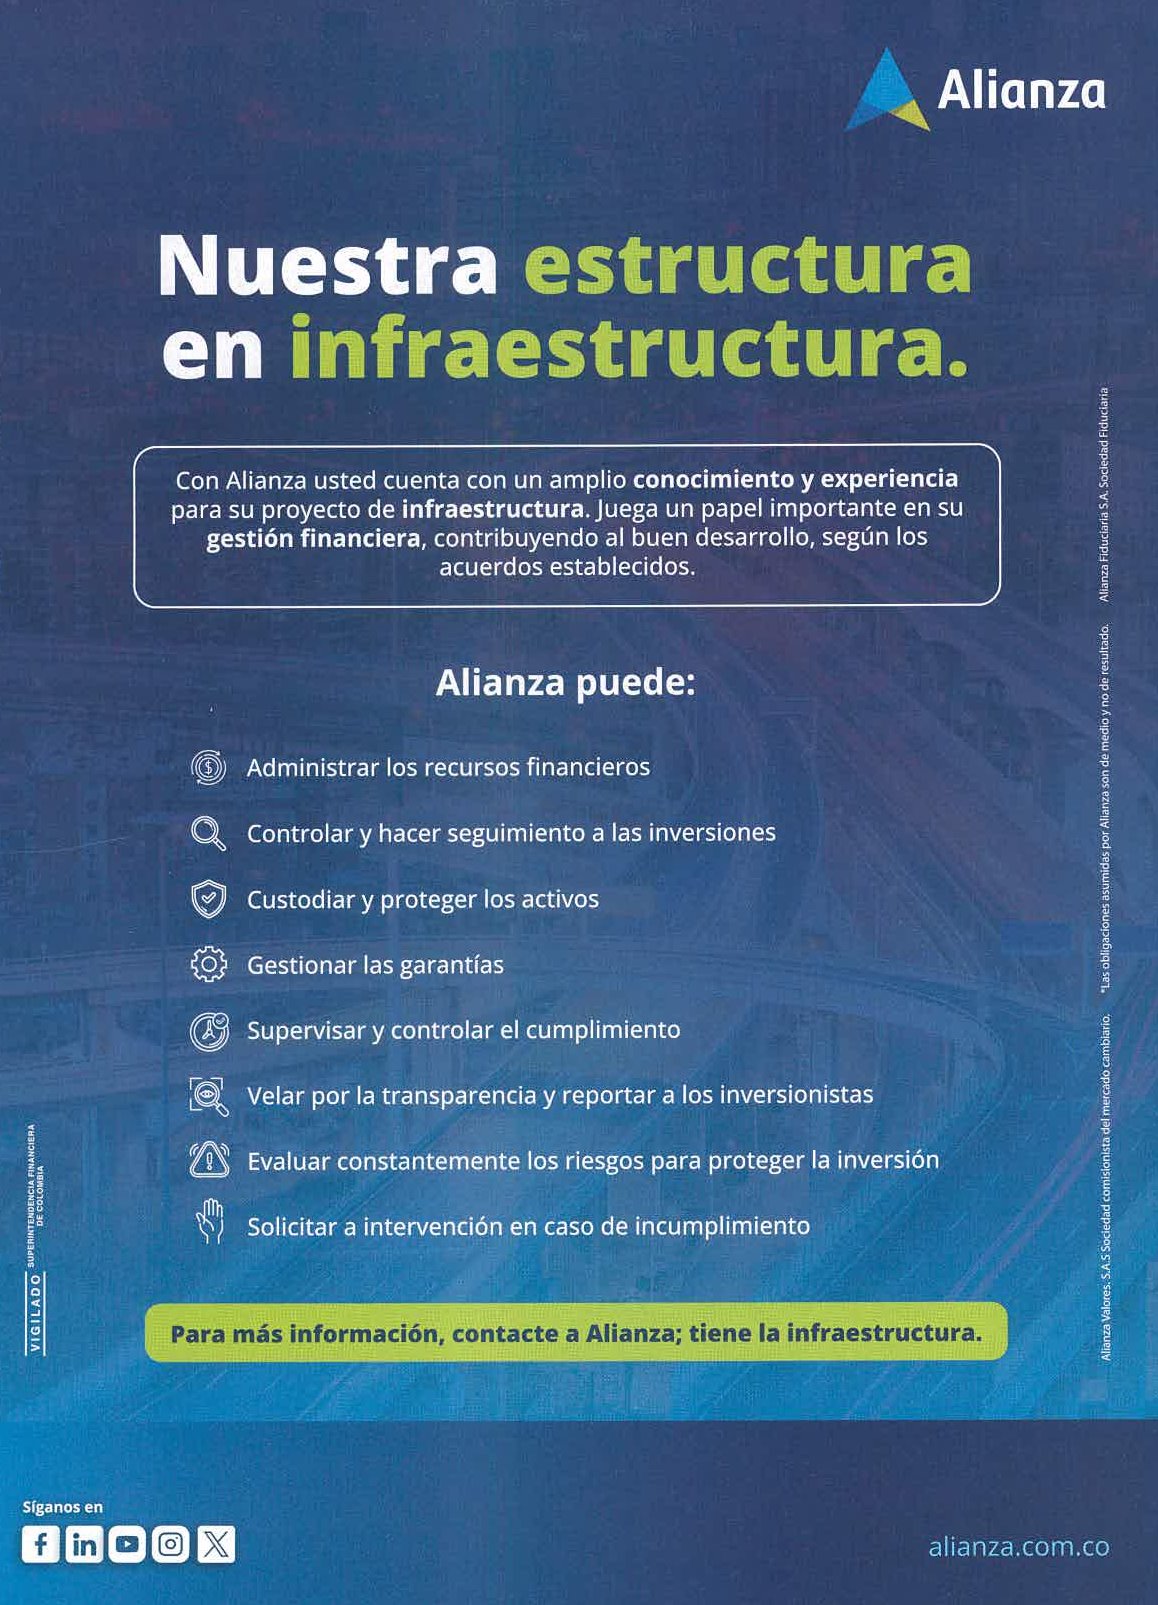 Alianza
Nuestra estructura
en infraestructura.
Con Alianza usted cuenta con un amplio conocimiento y experiencia
para su proyecto de infraestructura. Juega un papel importante en su
gestión financiera, contribuyendo al buen desarrollo, según los
acuerdos establecidos.
Alianza puede:
Administrar los recursos financieros
Controlar y hacer seguimiento a las inversiones
Custodiar y proteger los activos
Gestionar las garantías
Supervisar y controlar el cumplimiento
Velar por la transparencia y reportar a los inversionistas
Evaluar constantemente los riesgos para proteger la inversión
Solicitar a intervención en caso de incumplimiento
Para más información, contacte a Alianza; tiene la infraestructura.
VIGILADO
SUPERINTENDENCIA FINANCIERA
DE COLOMBIA
Alianza Valores. S.A.S Sociedad comisionista del mercado cambiario. *Las obligaciones asumidas por Alianza son de medio y no de resultado. Alianza Fiduciaria S.A. Sociedad Fiduciaria
Síganos en
alianza.com.co